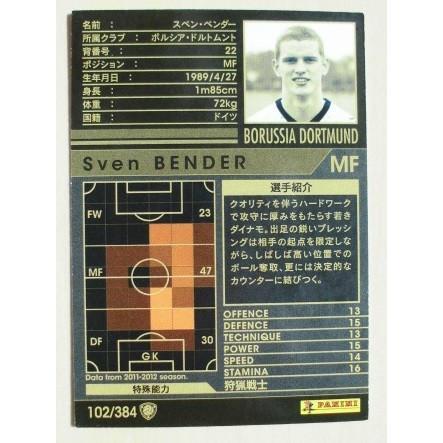 名前 : スベン・ベンダー
所属クラブ : ボルシア・ドルトムント
背番号 : 22
ポジション : MF
生年月日 : 1989/4/27
身長 : 1m85cm
体重 : 72kg
国籍 : ドイツ
BORUSSIA DORTMUND
Sven BENDER MF
選手紹介
クオリティを伴うハードワーク
で攻守に厚みをもたらす若き
ダイナモ。出足の鋭いプレッシ
ングは相手の起点を限定しな
がら、しばしば高い位置での
ボール奪取、更には決定的な
カウンターに結びつく。
FW 23
MF 47
DF 30
GK
Data from 2011-2012 season.
OFFENCE 13
DEFENCE 15
TECHNIQUE 13
POWER 15
SPEED 14
STAMINA 16
特殊能力 狩猟戦士
102/384
PANINI